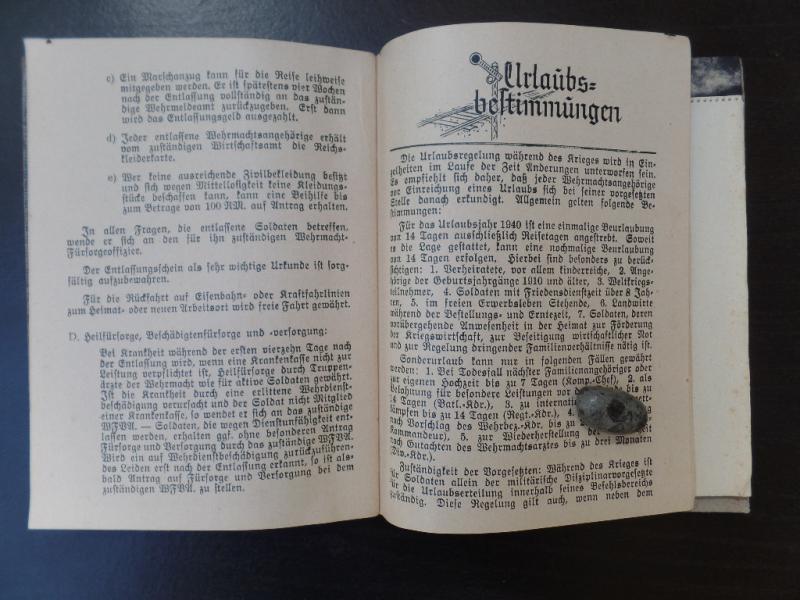 c) Ein Marschanzug kann für die Reise leihweise
mitgegeben werden. Er ist spätestens vier Wochen
nach der Entlassung vollständig an das zustän-
dige Wehrmeldeamt zurückzugeben. Erst dann
wird das Entlassungsgeld ausgezahlt.
d) Jeder entlassene Wehrmachtsangehörige erhält
vom zuständigen Wirtschaftsamt die Reichs-
kleiderkarte.
e) Wer keine ausreichende Zivilbekleidung besitzt
und sich wegen Mittellosigkeit keine Kleidungs-
stücke beschaffen kann, kann eine Beihilfe bis
zum Betrage von 100 RM. auf Antrag erhalten.
In allen Fragen, die entlassene Soldaten betreffen,
wende er sich an den für ihn zuständigen Wehrmacht-
Fürsorgeoffizier.
Der Entlassungsschein als sehr wichtige Urkunde ist sorg-
fältig aufzubewahren.
Für die Rückfahrt auf Eisenbahn- oder Kraftfahrlinien
zum Heimat- oder neuen Arbeitsort wird freie Fahrt gewährt.
D. Heilfürsorge, Beschädigtenfürsorge und -versorgung:
Bei Krankheit während der ersten vierzehn Tage nach
der Entlassung wird, wenn eine Krankenkasse nicht zur
Leistung verpflichtet ist, Heilfürsorge durch Truppen-
ärzte der Wehrmacht wie für aktive Soldaten gewährt.
Ist die Krankheit durch eine erlittene Wehrdienst-
beschädigung verursacht und der Soldat nicht Mitglied
einer Krankenkasse, so wendet er sich an das zuständige
WFVA. — Soldaten, die wegen Dienstunfähigkeit ent-
lassen werden, erhalten ggf. ohne besonderen Antrag
Fürsorge und Versorgung durch das zuständige WFVA.
Wird ein auf Wehrdienstbeschädigung zurückzuführen-
des Leiden erst nach der Entlassung erkannt, so ist als-
bald Antrag auf Fürsorge und Versorgung bei dem
zuständigen WFVA. zu stellen.
Urlaubs-
bestimmungen
Die Urlaubsregelung während des Krieges wird in Ein-
zelheiten im Laufe der Zeit Änderungen unterworfen sein.
Es empfiehlt sich daher, daß jeder Wehrmachtsangehörige
vor Einreichung eines Urlaubs sich bei seiner vorgesetzten
Stelle danach erkundigt. Allgemein gelten folgende Be-
stimmungen:
Für das Urlaubsjahr 1940 ist eine einmalige Beurlaubung
von 14 Tagen ausschließlich Reisetagen angestrebt. Soweit
es die Lage gestattet, kann eine nochmalige Beurlaubung
von 14 Tagen erfolgen. Hierbei sind besonders zu berück-
sichtigen: 1. Verheiratete, vor allem kinderreiche, 2. Ange-
hörige der Geburtsjahrgänge 1910 und älter, 3. Weltkriegs-
teilnehmer, 4. Soldaten mit Friedensdienstzeit über 8 Jah-
ren, 5. im freien Erwerbsleben Stehende, 6. Landwirte
während der Bestellungs- und Erntezeit, 7. Soldaten, deren
vorübergehende Anwesenheit in der Heimat zur Förderung
der Kriegswirtschaft, zur Beseitigung wirtschaftlicher Not
und zur Regelung dringender Familienverhältnisse nötig ist.
Sonderurlaub kann nur in folgenden Fällen gewährt
werden: 1. Bei Todesfall nächster Familienangehöriger oder
zur eigenen Hochzeit bis zu 7 Tagen (Komp.-Chef), 2. als
Belohnung für besondere Leistungen vor bis zu
14 Tagen (Batl.-Kdr.), 3. zu Wett-
kämpfen bis zu 14 Tagen (Regt.-Kdr.), 4.
nach Vorschlag des Wehrbez.-Kdr. bis zu
Kommandeur), 5. zur Wiederherstellung der
nach Gutachten des Wehrmachtsarztes bis zu drei Monaten
(Div.-Kdr.).
Zuständigkeit der Vorgesetzten: Während des Krieges ist
für Soldaten allein der militärische Disziplinarvorgesetzte
für die Urlaubserteilung innerhalb seines Befehlsbereichs
zuständig. Diese Regelung gilt auch, wenn neben dem